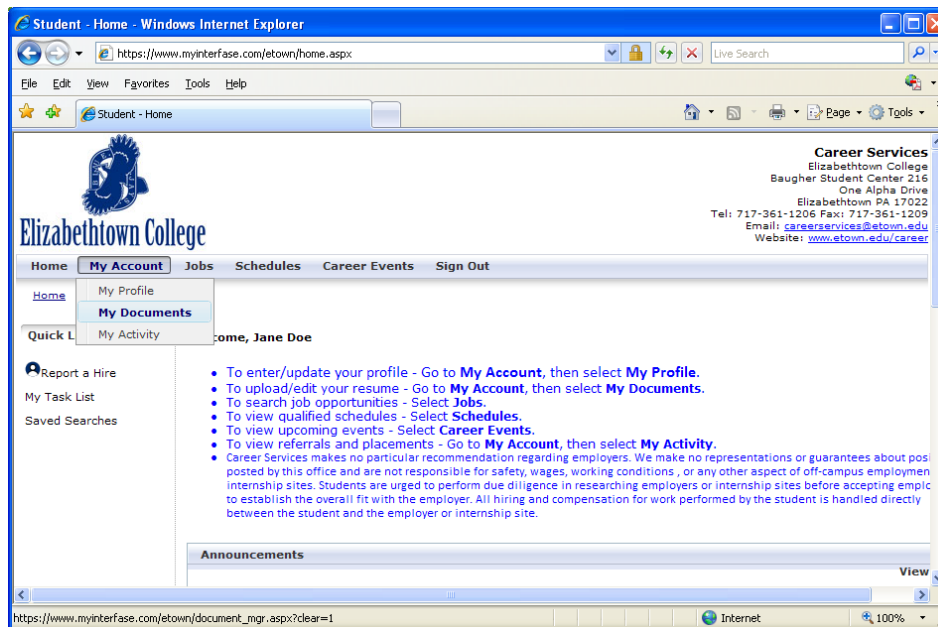 Student - Home - Windows Internet Explorer
https://www.myinterfase.com/etown/home.aspx
Live Search
File Edit View Favorites Tools Help
Student - Home
Page Tools
BLUE JAYS
Elizabethtown College
Career Services
Elizabethtown College
Baugher Student Center 216
One Alpha Drive
Elizabethtown PA 17022
Tel: 717-361-1206 Fax: 717-361-1209
Email: careerservices@etown.edu
Website: www.etown.edu/career
Home My Account Jobs Schedules Career Events Sign Out
Home
My Profile
My Documents
My Activity
Quick L
come, Jane Doe
Report a Hire
My Task List
Saved Searches
• To enter/update your profile - Go to My Account, then select My Profile.
• To upload/edit your resume - Go to My Account, then select My Documents.
• To search job opportunities - Select Jobs.
• To view qualified schedules - Select Schedules.
• To view upcoming events - Select Career Events.
• To view referrals and placements - Go to My Account, then select My Activity.
• Career Services makes no particular recommendation regarding employers. We make no representations or guarantees about posi
posted by this office and are not responsible for safety, wages, working conditions , or any other aspect of off-campus employmen
internship sites. Students are urged to perform due diligence in researching employers or internship sites before accepting emplo
to establish the overall fit with the employer. All hiring and compensation for work performed by the student is handled directly
between the student and the employer or internship site.
Announcements
View
https://www.myinterfase.com/etown/document_mgr.aspx?clear=1
Internet
100%